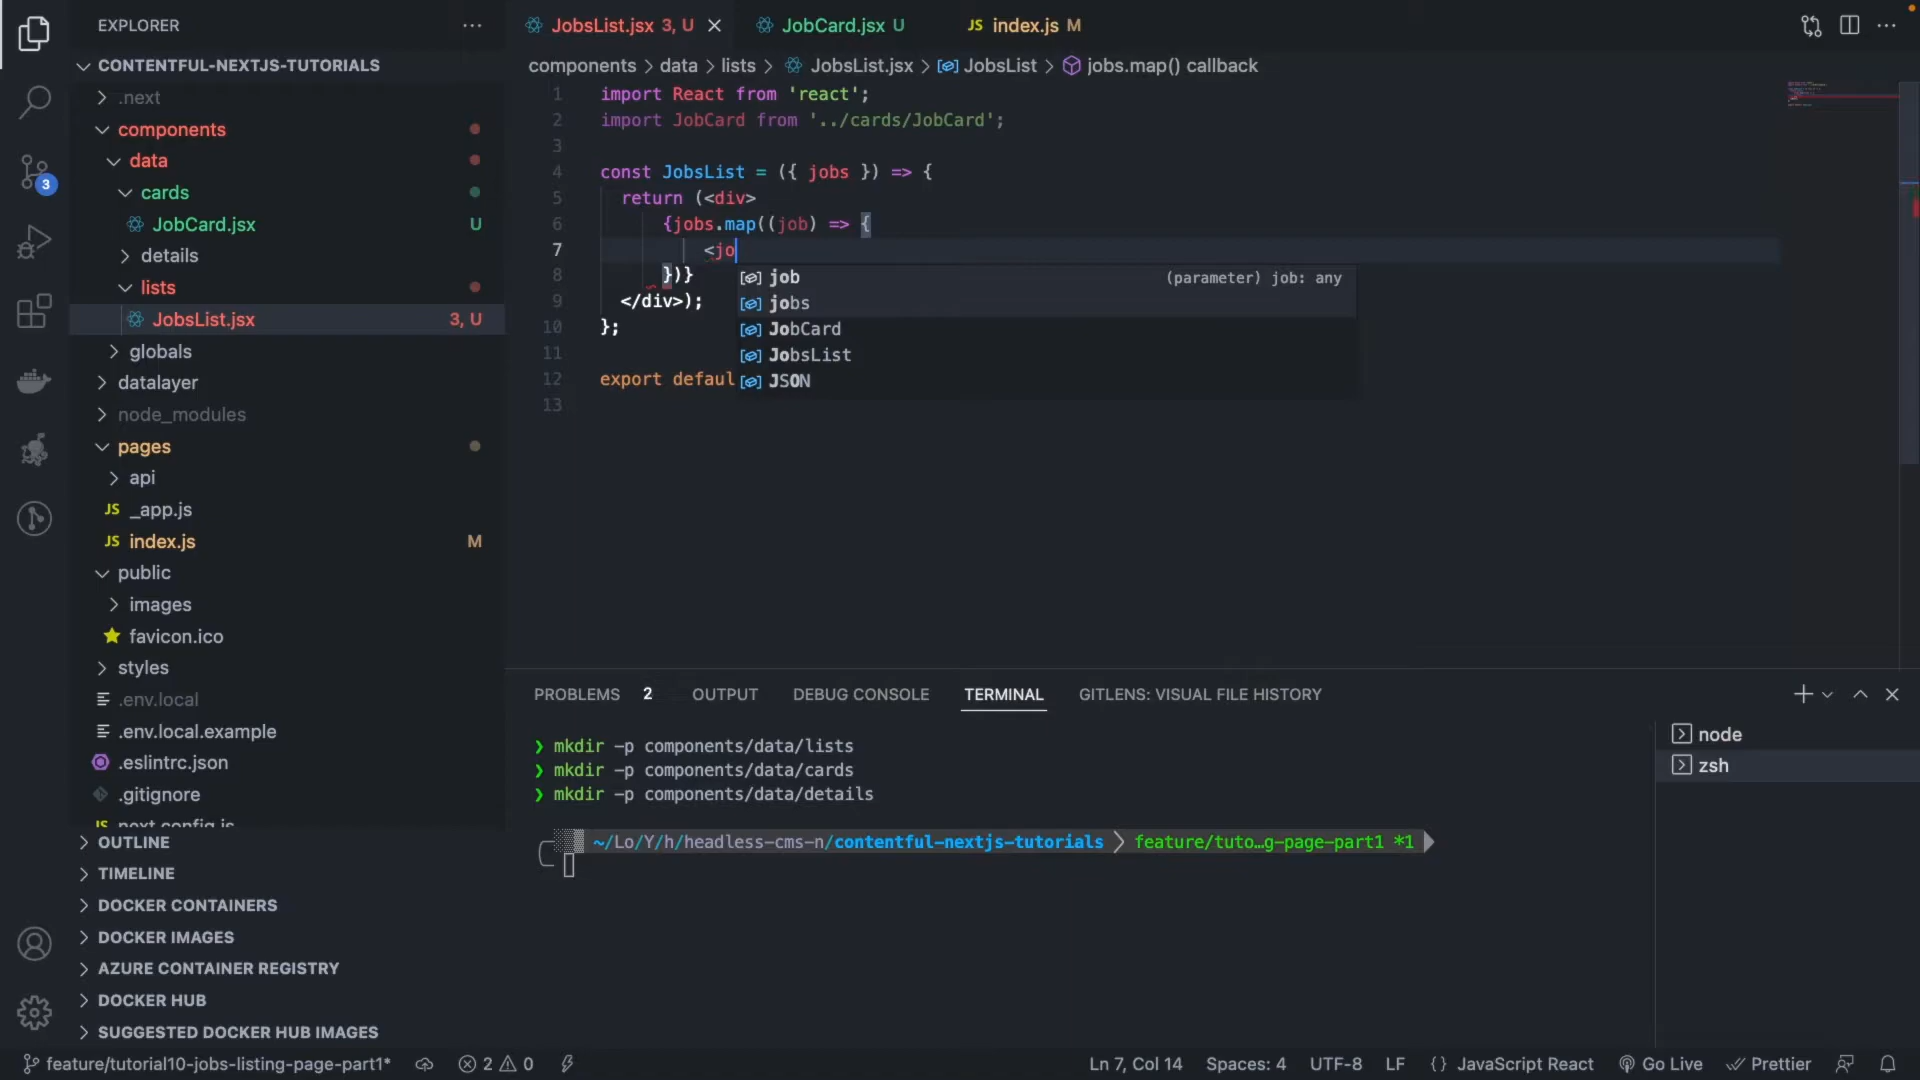 EXPLORER
CONTENTFUL-NEXTJS-TUTORIALS
.next
components
data
cards
JobCard.jsx U
details
lists
JobsList.jsx 3, U
globals
datalayer
node_modules
pages
api
_app.js
index.js M
public
images
favicon.ico
styles
.env.local
.env.local.example
.eslintrc.json
.gitignore
next.config.js
OUTLINE
TIMELINE
DOCKER CONTAINERS
DOCKER IMAGES
AZURE CONTAINER REGISTRY
DOCKER HUB
SUGGESTED DOCKER HUB IMAGES
3
JobsList.jsx 3, U
JobCard.jsx U
JS index.js M
components > data > lists > JobsList.jsx > JobsList > jobs.map() callback
1 import React from 'react';
2 import JobCard from '../cards/JobCard';
3
4 const JobsList = ({ jobs }) => {
5 return (<div>
6 {jobs.map((job) => {
7 <jo
8 })}
9 </div>);
10 };
11
12 export defaul
13
job (parameter) job: any
jobs
JobCard
JobsList
JSON
PROBLEMS 2 OUTPUT DEBUG CONSOLE TERMINAL GITLENS: VISUAL FILE HISTORY
❯ mkdir -p components/data/lists
❯ mkdir -p components/data/cards
❯ mkdir -p components/data/details
~/Lo/Y/h/headless-cms-n/contentful-nextjs-tutorials feature/tuto…g-page-part1 *1
node
zsh
feature/tutorial10-jobs-listing-page-part1* 2 0 Ln 7, Col 14 Spaces: 4 UTF-8 LF {} JavaScript React Go Live Prettier